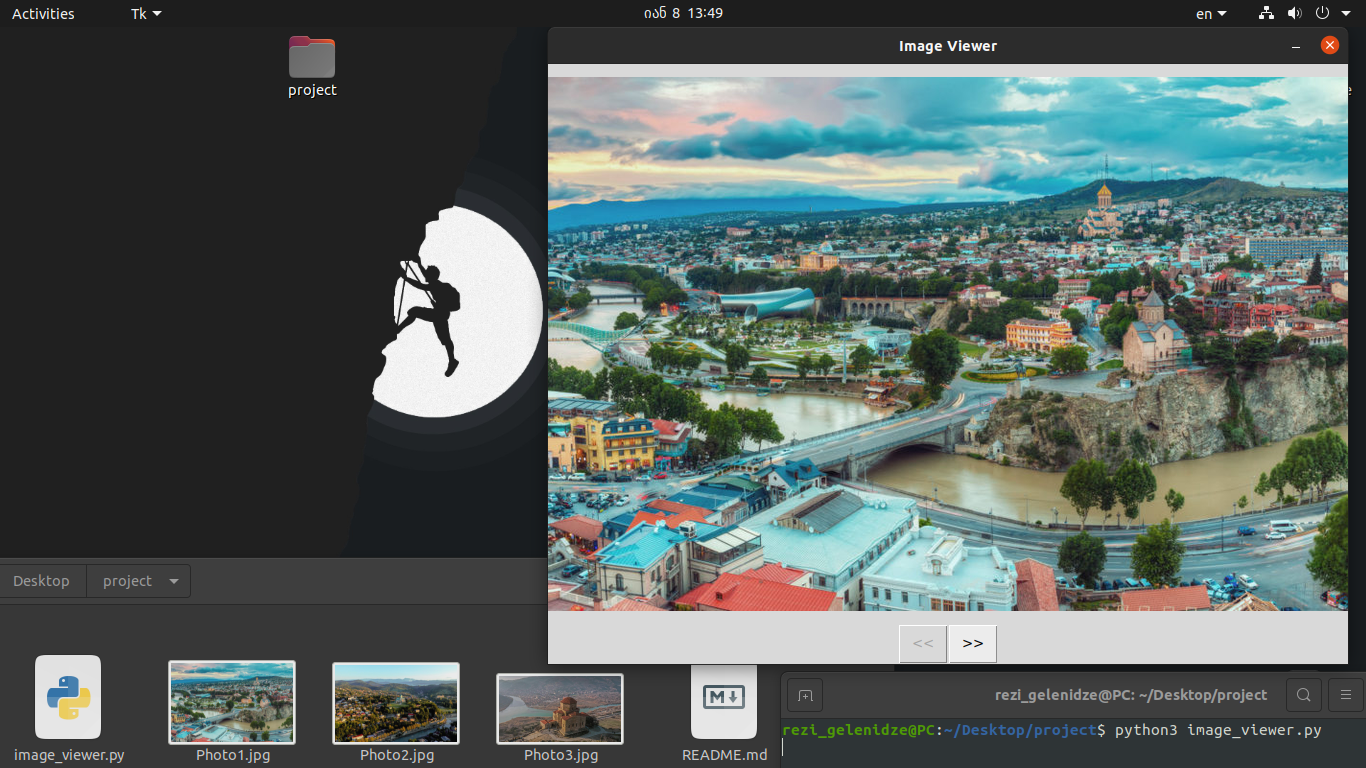 Activities
Tk
იან 8 13:49
en
project
Image Viewer
<< >>
Desktop
project
image_viewer.py
Photo1.jpg
Photo2.jpg
Photo3.jpg
README.md
rezi_gelenidze@PC: ~/Desktop/project
rezi_gelenidze@PC:~/Desktop/project$ python3 image_viewer.py